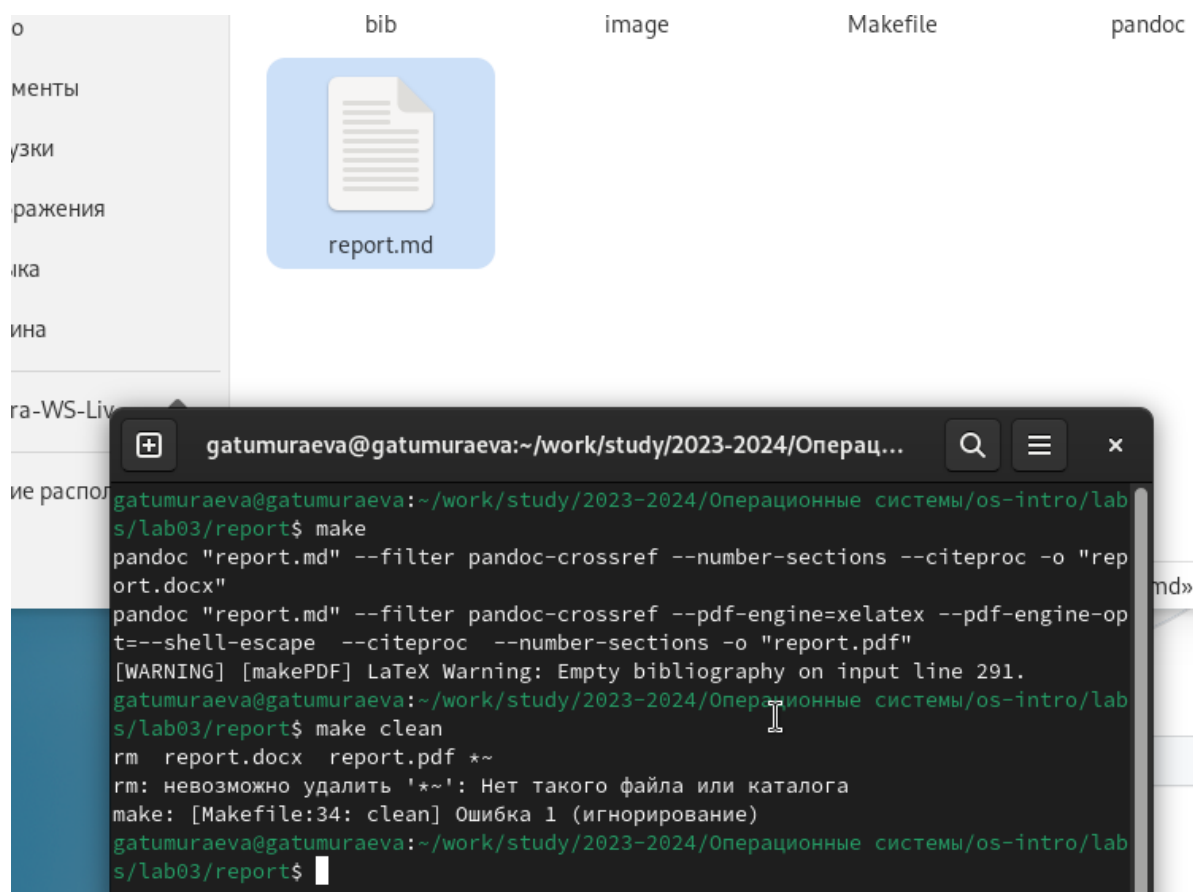 о
bib
image
Makefile
pandoc
менты
узки
ражения
ыка
ина
report.md
ra-WS-Liv
ие распол
md»
gatumuraeva@gatumuraeva:~/work/study/2023-2024/Операц...
gatumuraeva@gatumuraeva:~/work/study/2023-2024/Операционные системы/os-intro/lab
s/lab03/report$ make
pandoc "report.md" --filter pandoc-crossref --number-sections --citeproc -o "rep
ort.docx"
pandoc "report.md" --filter pandoc-crossref --pdf-engine=xelatex --pdf-engine-op
t=--shell-escape  --citeproc  --number-sections -o "report.pdf"
[WARNING] [makePDF] LaTeX Warning: Empty bibliography on input line 291.
gatumuraeva@gatumuraeva:~/work/study/2023-2024/Операционные системы/os-intro/lab
s/lab03/report$ make clean
rm  report.docx  report.pdf *~
rm: невозможно удалить '*~': Нет такого файла или каталога
make: [Makefile:34: clean] Ошибка 1 (игнорирование)
gatumuraeva@gatumuraeva:~/work/study/2023-2024/Операционные системы/os-intro/lab
s/lab03/report$